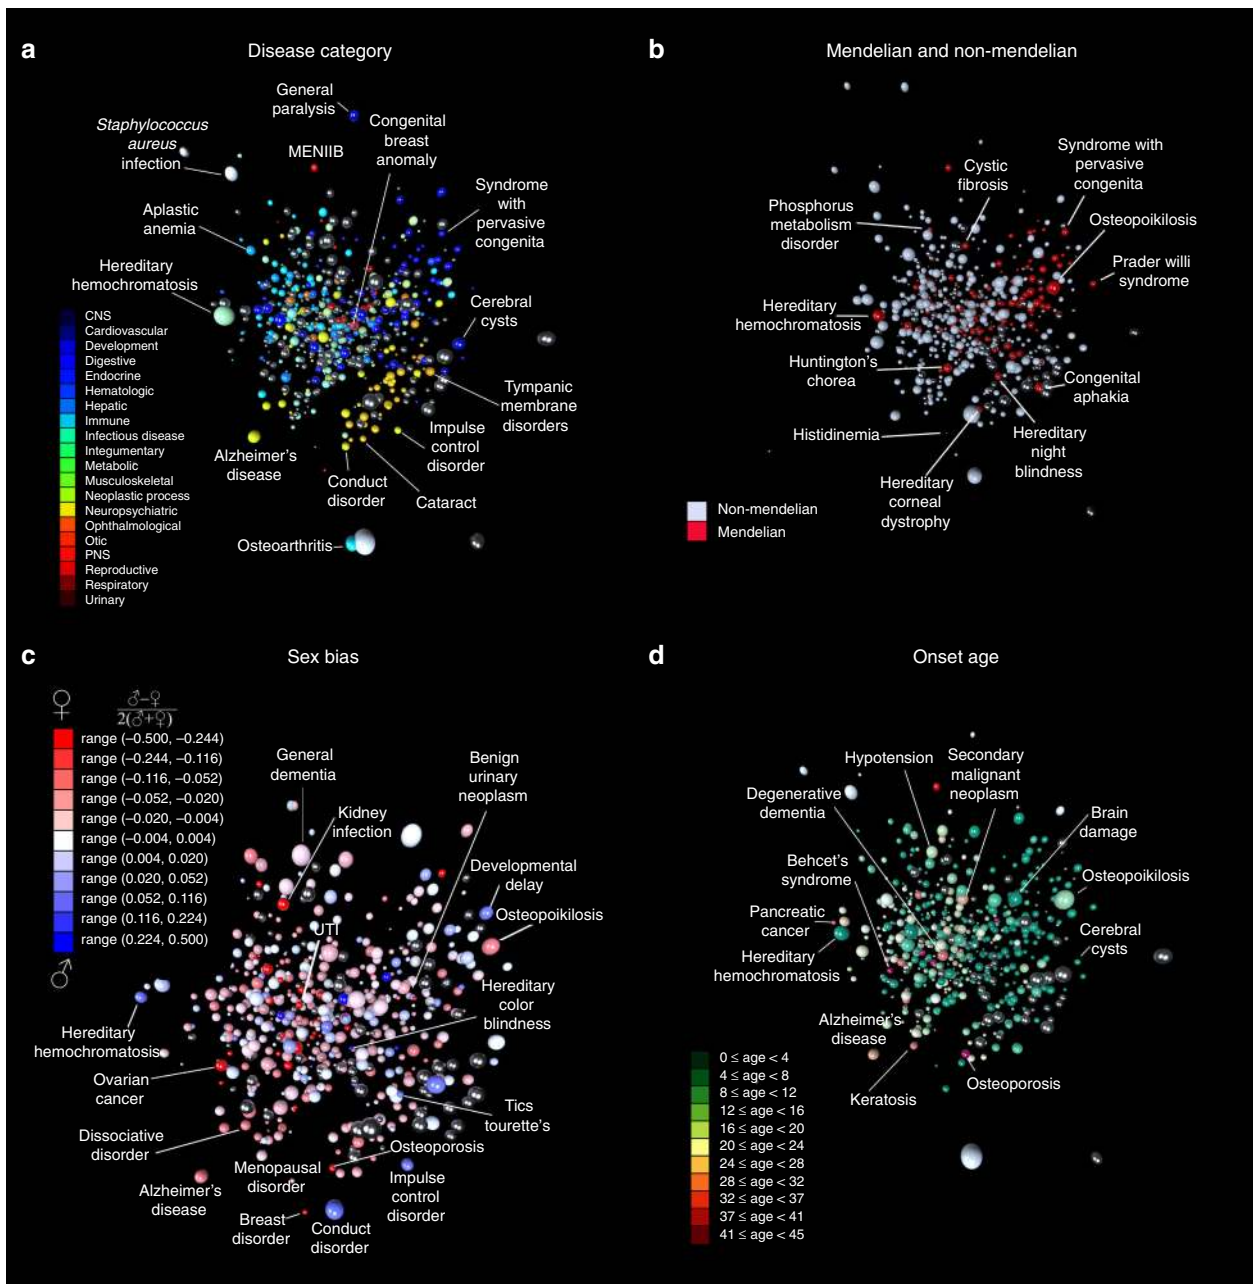 a
Disease category
General
paralysis
Staphylococcus
aureus
infection
MENIIB
Congenital
breast
anomaly
Aplastic
anemia
Syndrome
with
pervasive
congenita
Hereditary
hemochromatosis
Cerebral
cysts
CNS
Cardiovascular
Development
Digestive
Endocrine
Hematologic
Hepatic
Immune
Infectious disease
Integumentary
Metabolic
Musculoskeletal
Neoplastic process
Neuropsychiatric
Ophthalmological
Otic
PNS
Reproductive
Respiratory
Urinary
Tympanic
membrane
disorders
Impulse
control
disorder
Alzheimer's
disease
Conduct
disorder
Cataract
Osteoarthritis
b
Mendelian and non-mendelian
Cystic
fibrosis
Syndrome with
pervasive
congenita
Phosphorus
metabolism
disorder
Osteopoikilosis
Prader willi
syndrome
Hereditary
hemochromatosis
Huntington's
chorea
Congenital
aphakia
Histidinemia
Hereditary
night
blindness
Hereditary
corneal
dystrophy
Non-mendelian
Mendelian
c
Sex bias
♀
♂–♀
2(♂+♀)
range (–0.500, –0.244)
range (–0.244, –0.116)
range (–0.116, –0.052)
range (–0.052, –0.020)
range (–0.020, –0.004)
range (–0.004, 0.004)
range (0.004, 0.020)
range (0.020, 0.052)
range (0.052, 0.116)
range (0.116, 0.224)
range (0.224, 0.500)
♂
General
dementia
Benign
urinary
neoplasm
Kidney
infection
Developmental
delay
Osteopoikilosis
UTI
Hereditary
color
blindness
Hereditary
hemochromatosis
Ovarian
cancer
Tics
tourette's
Dissociative
disorder
Osteoporosis
Menopausal
disorder
Impulse
control
disorder
Alzheimer's
disease
Breast
disorder
Conduct
disorder
d
Onset age
Hypotension
Secondary
malignant
neoplasm
Degenerative
dementia
Brain
damage
Behcet's
syndrome
Osteopoikilosis
Pancreatic
cancer
Cerebral
cysts
Hereditary
hemochromatosis
Alzheimer's
disease
Osteoporosis
Keratosis
0 ≤ age < 4
4 ≤ age < 8
8 ≤ age < 12
12 ≤ age < 16
16 ≤ age < 20
20 ≤ age < 24
24 ≤ age < 28
28 ≤ age < 32
32 ≤ age < 37
37 ≤ age < 41
41 ≤ age < 45